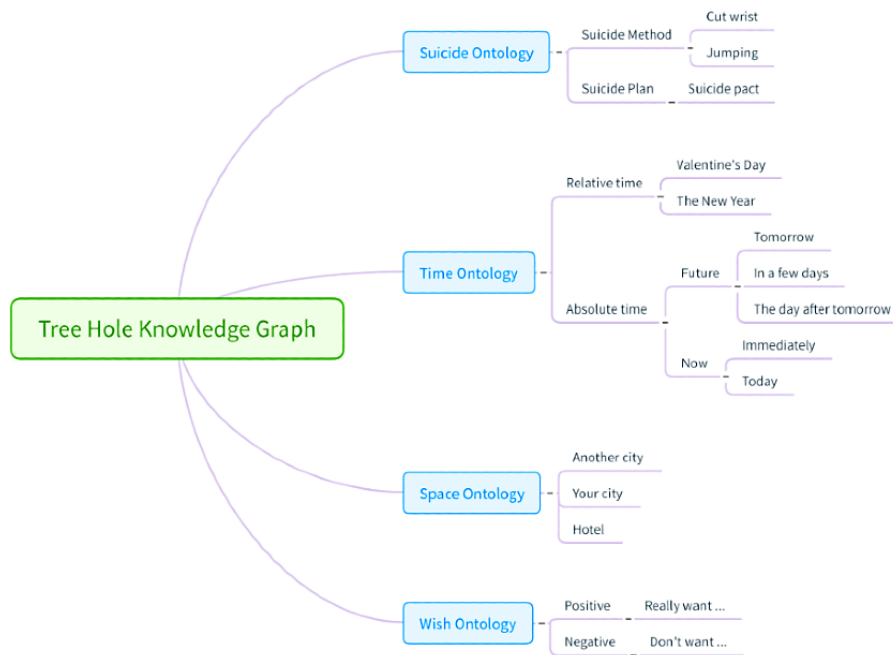 Tree Hole Knowledge Graph
Suicide Ontology
Suicide Method
Cut wrist
Jumping
Suicide Plan
Suicide pact
Time Ontology
Relative time
Valentine's Day
The New Year
Absolute time
Future
Tomorrow
In a few days
The day after tomorrow
Now
Immediately
Today
Space Ontology
Another city
Your city
Hotel
Wish Ontology
Positive
Really want ...
Negative
Don't want ...